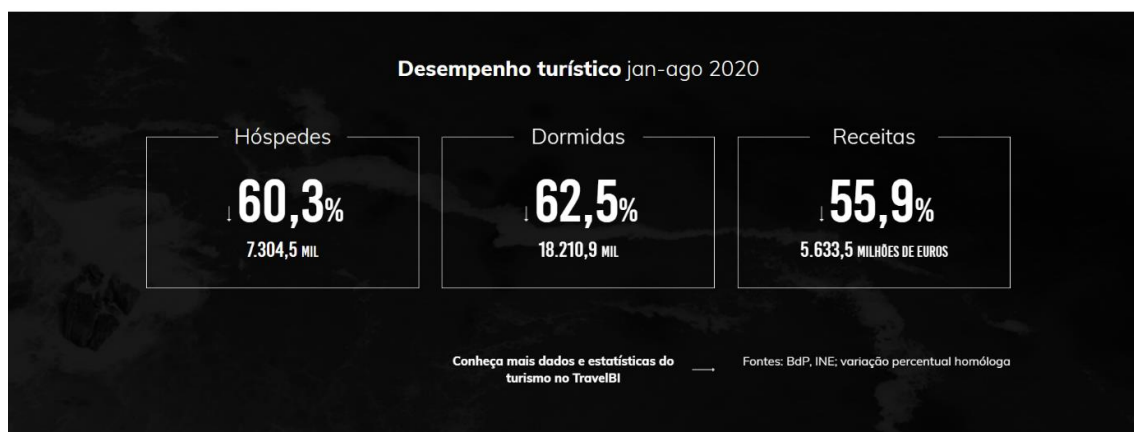 Desempenho turístico jan-ago 2020
Hóspedes
↓60,3%
7.304,5 MIL
Dormidas
↓62,5%
18.210,9 MIL
Receitas
↓55,9%
5.633,5 MILHÕES DE EUROS
Conheça mais dados e estatísticas do
turismo no TravelBI
Fontes: BdP, INE; variação percentual homóloga